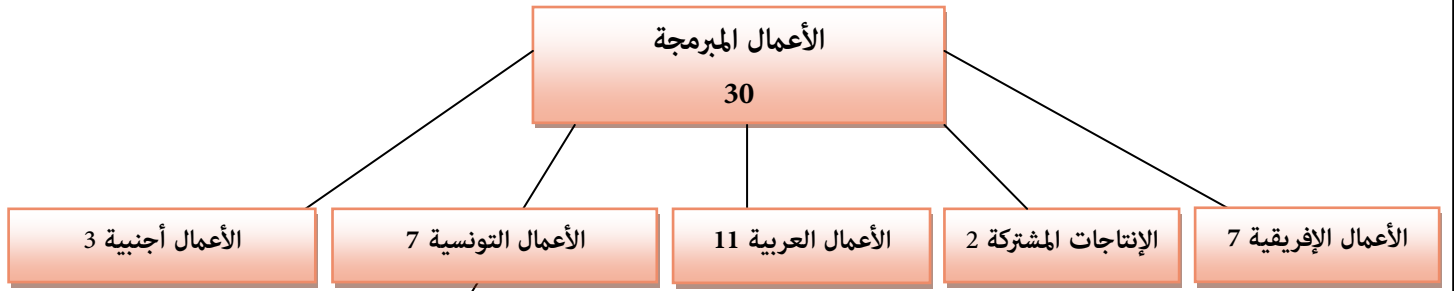 الأعمال المبرمجة
30
الأعمال الإفريقية 7
الإنتاجات المشتركة 2
الأعمال العربية 11
الأعمال التونسية 7
الأعمال أجنبية 3